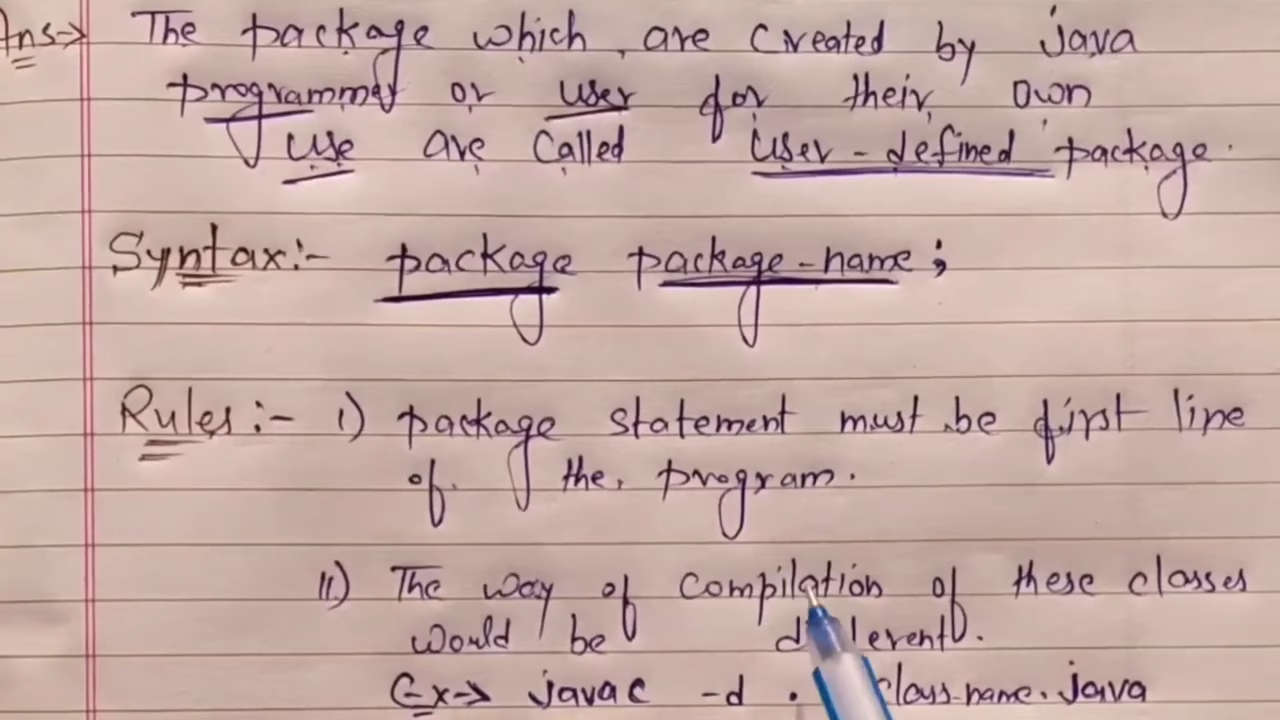 Ans→ The package which are created by java
programmer or user for their own
use are called user-defined package.
Syntax:- package package-name;
Rules:- i) package statement must be first line
of the program.
ii) The way of compilation of these classes
would be
Ex→ javac -d . class-name.java